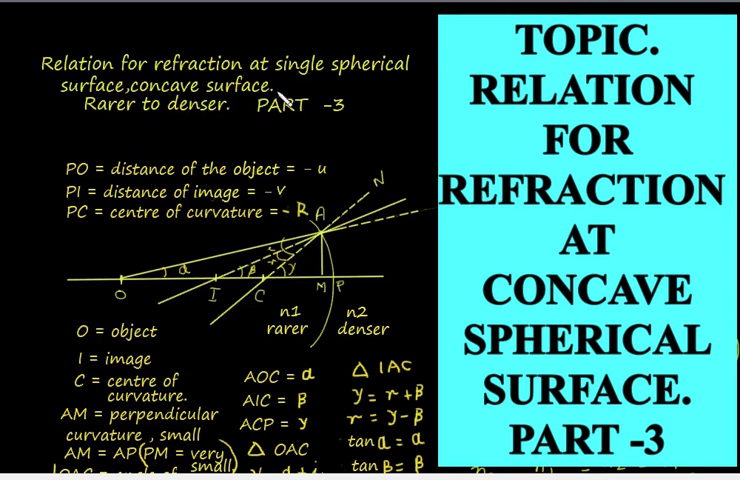 Relation for refraction at single spherical
surface,concave surface.
Rarer to denser. PART -3
PO = distance of the object = - u
PI = distance of image = - v
PC = centre of curvature = - R
A
N
α
β
γ
i
r
O
I
C
M
P
n1
rarer
n2
denser
O = object
I = image
C = centre of
curvature.
AM = perpendicular
curvature , small
AM = AP(PM = very
small)
AOC = α
AIC = β
ACP = γ
△ OAC
△ IAC
γ = r + β
r = γ - β
tan α = α
tan β = β
TOPIC.
RELATION
FOR
REFRACTION
AT
CONCAVE
SPHERICAL
SURFACE.
PART -3